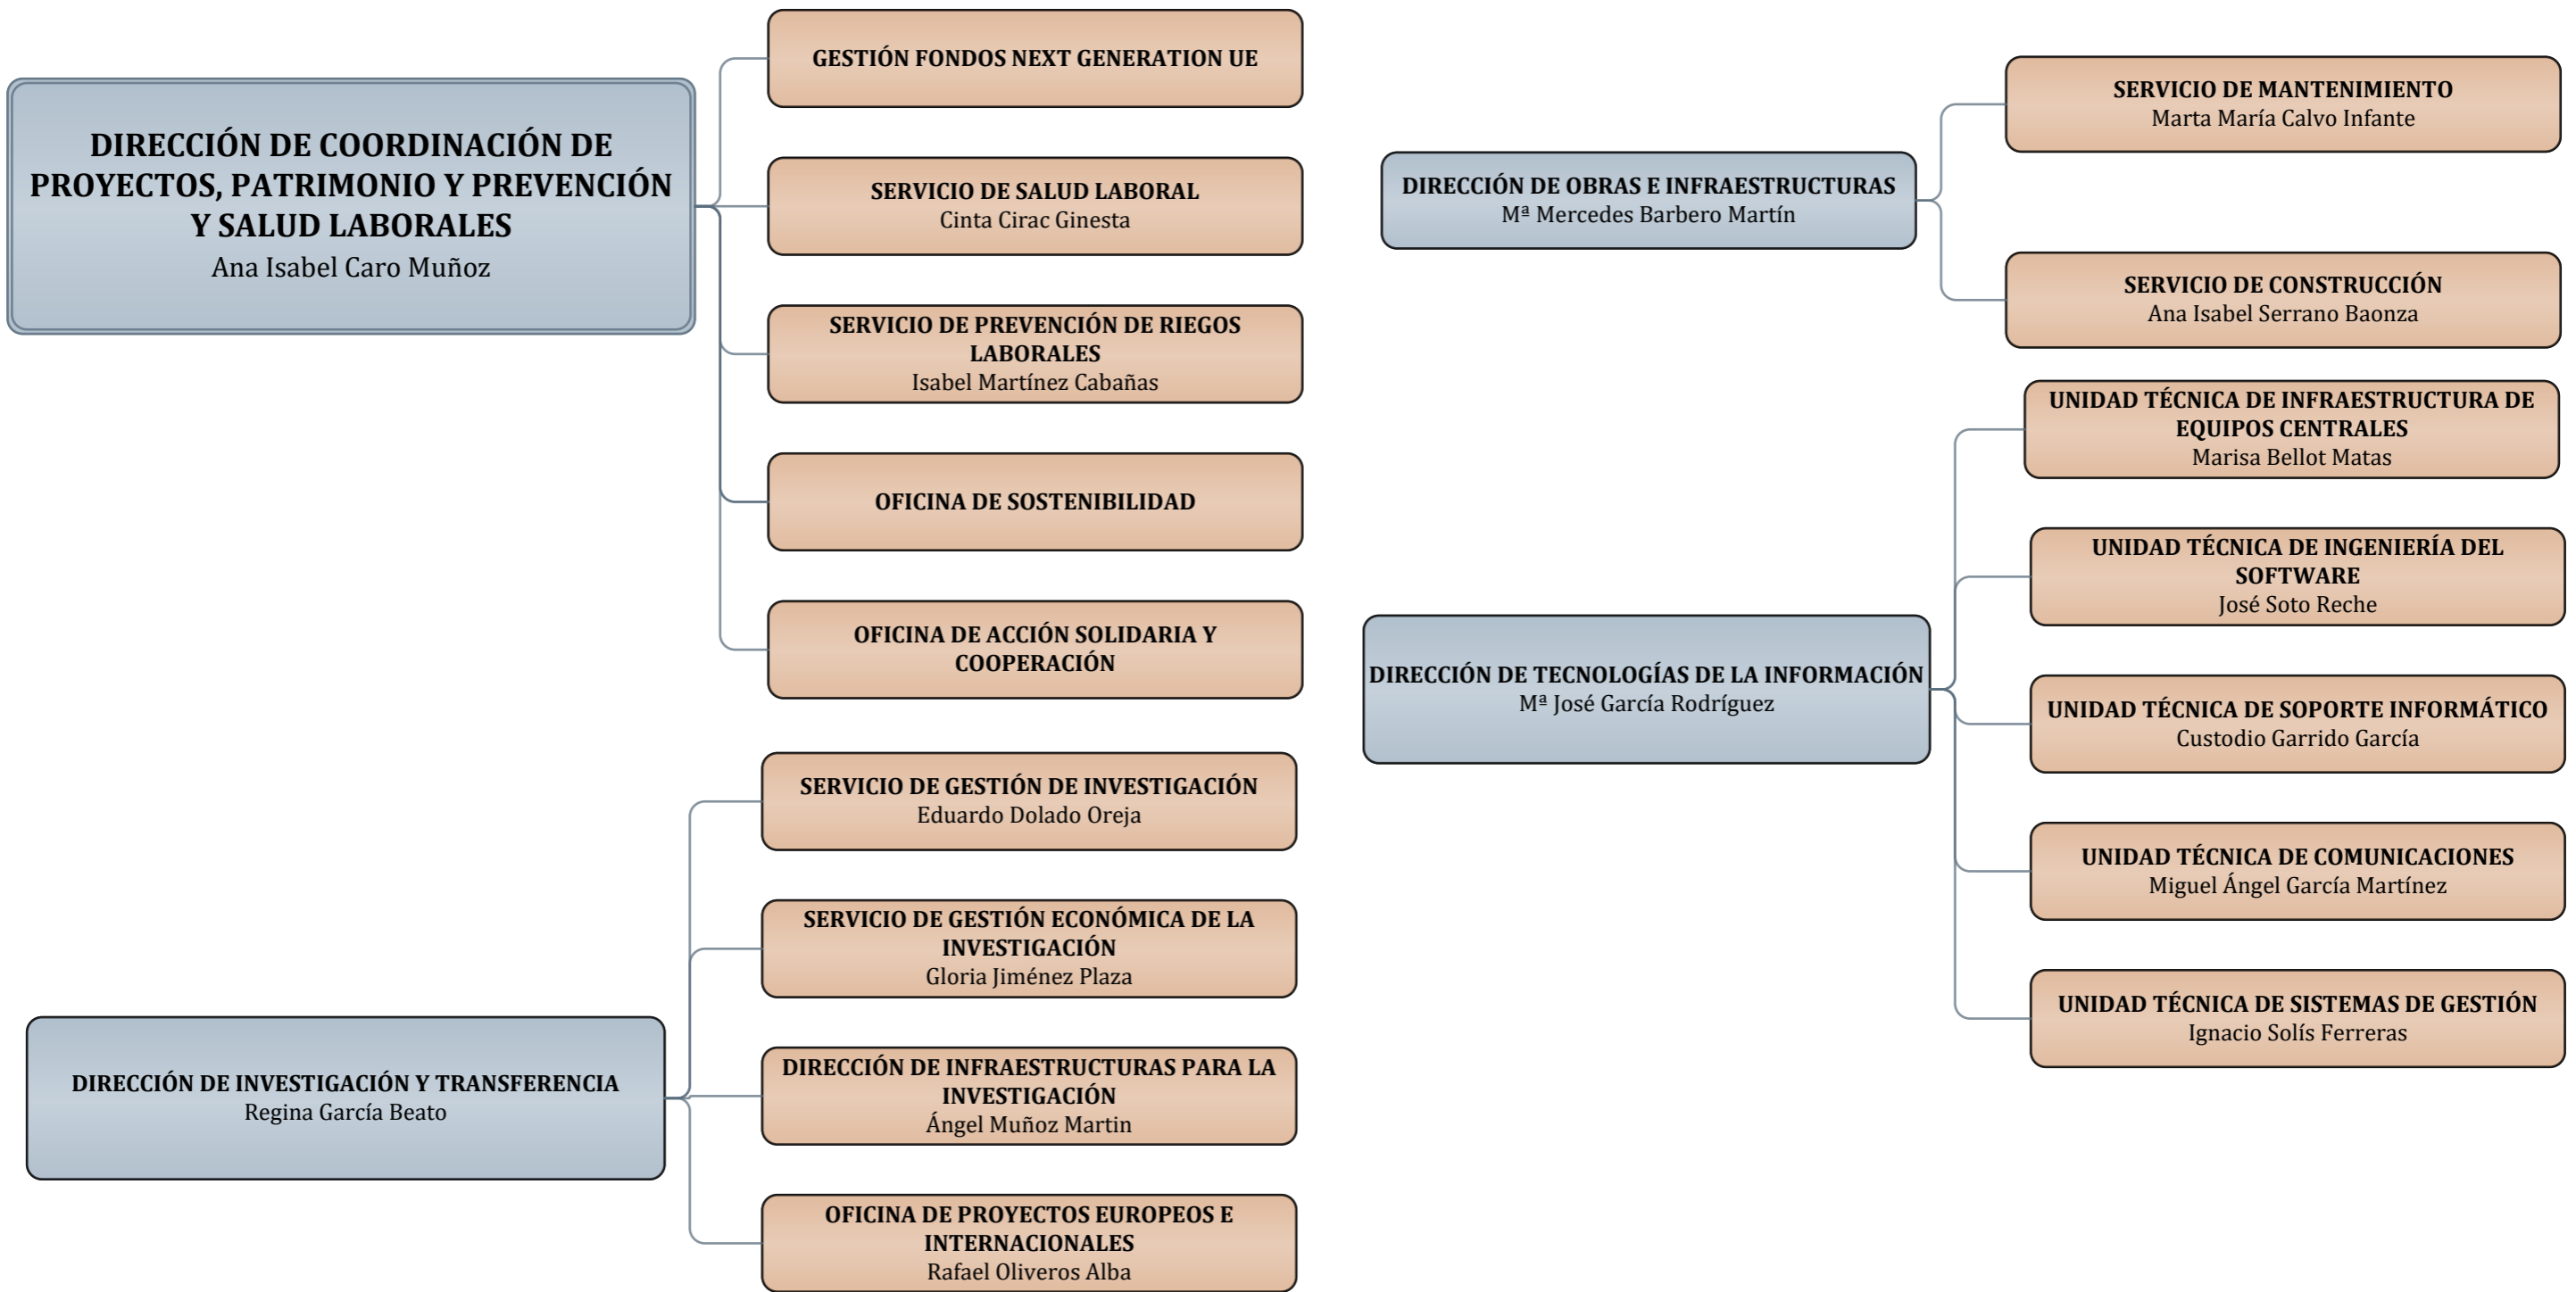 DIRECCIÓN DE COORDINACIÓN DE
PROYECTOS, PATRIMONIO Y PREVENCIÓN
Y SALUD LABORALES
Ana Isabel Caro Muñoz
GESTIÓN FONDOS NEXT GENERATION UE
SERVICIO DE SALUD LABORAL
Cinta Cirac Ginesta
SERVICIO DE PREVENCIÓN DE RIEGOS
LABORALES
Isabel Martínez Cabañas
OFICINA DE SOSTENIBILIDAD
OFICINA DE ACCIÓN SOLIDARIA Y
COOPERACIÓN
DIRECCIÓN DE INVESTIGACIÓN Y TRANSFERENCIA
Regina García Beato
SERVICIO DE GESTIÓN DE INVESTIGACIÓN
Eduardo Dolado Oreja
SERVICIO DE GESTIÓN ECONÓMICA DE LA
INVESTIGACIÓN
Gloria Jiménez Plaza
DIRECCIÓN DE INFRAESTRUCTURAS PARA LA
INVESTIGACIÓN
Ángel Muñoz Martin
OFICINA DE PROYECTOS EUROPEOS E
INTERNACIONALES
Rafael Oliveros Alba
DIRECCIÓN DE OBRAS E INFRAESTRUCTURAS
Mª Mercedes Barbero Martín
SERVICIO DE MANTENIMIENTO
Marta María Calvo Infante
SERVICIO DE CONSTRUCCIÓN
Ana Isabel Serrano Baonza
DIRECCIÓN DE TECNOLOGÍAS DE LA INFORMACIÓN
Mª José García Rodríguez
UNIDAD TÉCNICA DE INFRAESTRUCTURA DE
EQUIPOS CENTRALES
Marisa Bellot Matas
UNIDAD TÉCNICA DE INGENIERÍA DEL
SOFTWARE
José Soto Reche
UNIDAD TÉCNICA DE SOPORTE INFORMÁTICO
Custodio Garrido García
UNIDAD TÉCNICA DE COMUNICACIONES
Miguel Ángel García Martínez
UNIDAD TÉCNICA DE SISTEMAS DE GESTIÓN
Ignacio Solís Ferreras